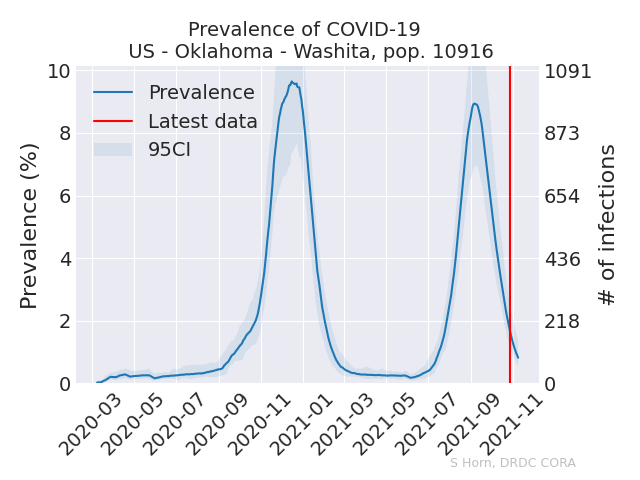 Prevalence of COVID-19
US - Oklahoma - Washita, pop. 10916
Prevalence (%)
10
8
6
4
2
0
Prevalence
Latest data
95CI
1091
873
654
436
218
0
# of infections
2020-03
2020-05
2020-07
2020-09
2020-11
2021-01
2021-03
2021-05
2021-07
2021-09
2021-11
S Horn, DRDC CORA